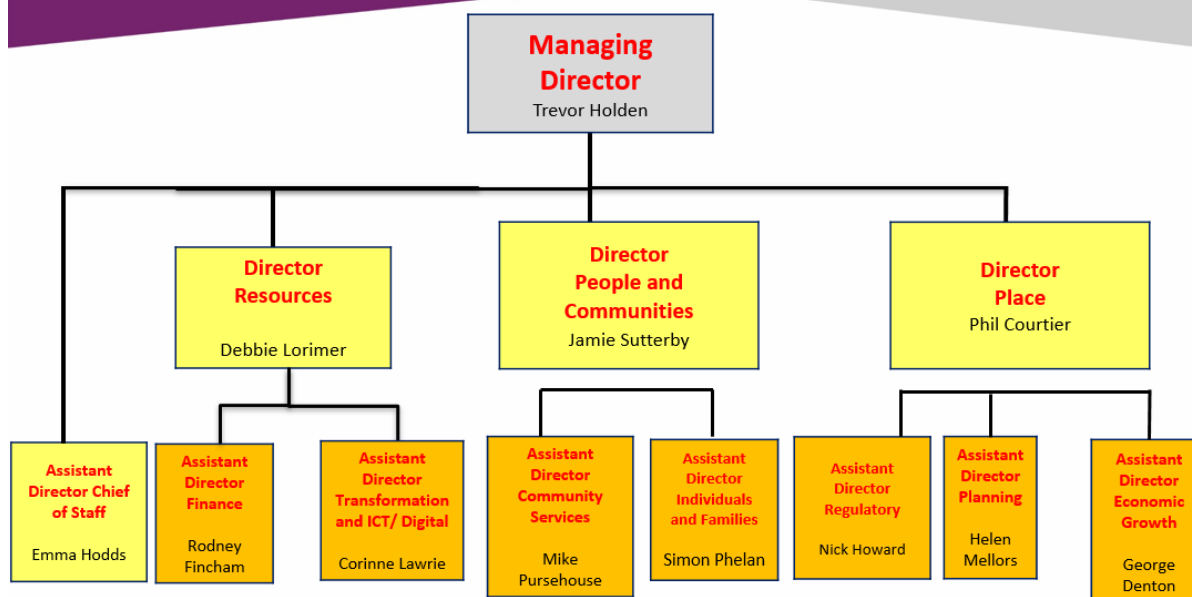 Managing
Director
Trevor Holden
Director
Resources
Debbie Lorimer
Director
People and
Communities
Jamie Sutterby
Director
Place
Phil Courtier
Assistant
Director Chief
of Staff
Emma Hodds
Assistant
Director
Finance
Rodney
Fincham
Assistant
Director
Transformation
and ICT/ Digital
Corinne Lawrie
Assistant
Director
Community
Services
Mike
Pursehouse
Assistant
Director
Individuals
and Families
Simon Phelan
Assistant
Director
Regulatory
Nick Howard
Assistant
Director
Planning
Helen
Mellors
Assistant
Director
Economic
Growth
George
Denton